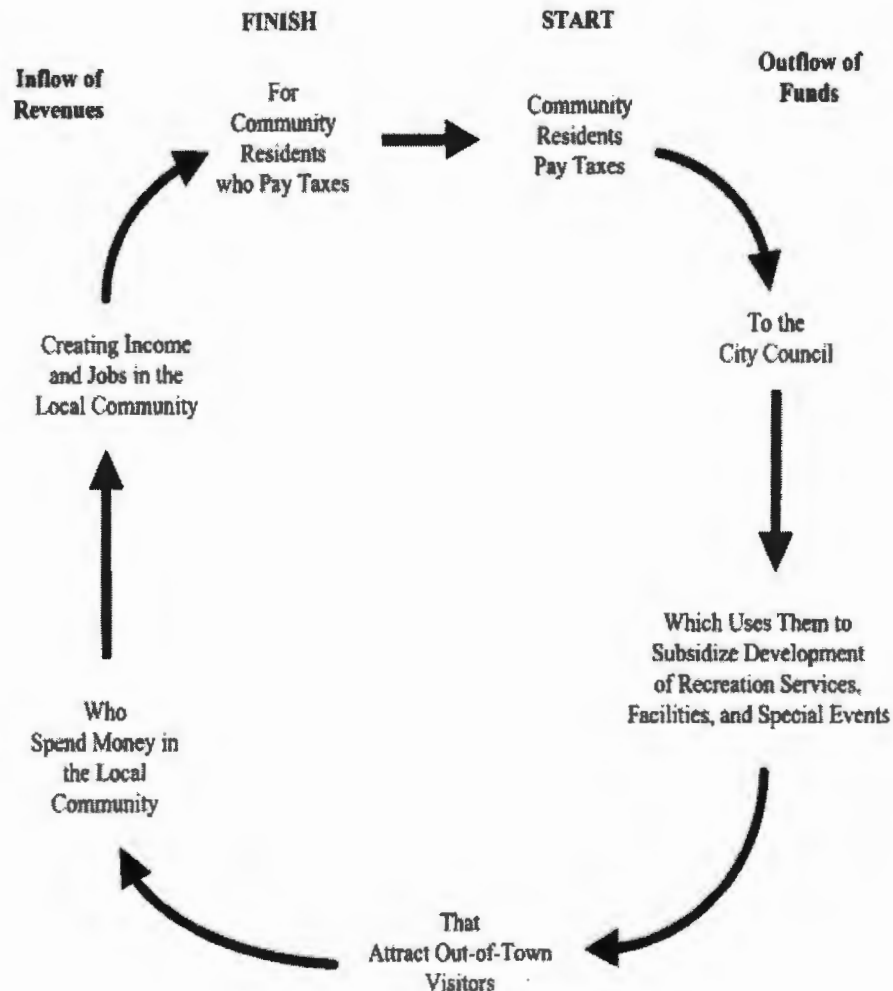 FINISH
START
Inflow of
Revenues
Outflow of
Funds
For
Community
Residents
who Pay Taxes
Community
Residents
Pay Taxes
To the
City Council
Which Uses Them to
Subsidize Development
of Recreation Services,
Facilities, and Special Events
That
Attract Out-of-Town
Visitors
Who
Spend Money in
the Local
Community
Creating Income
and Jobs in the
Local Community